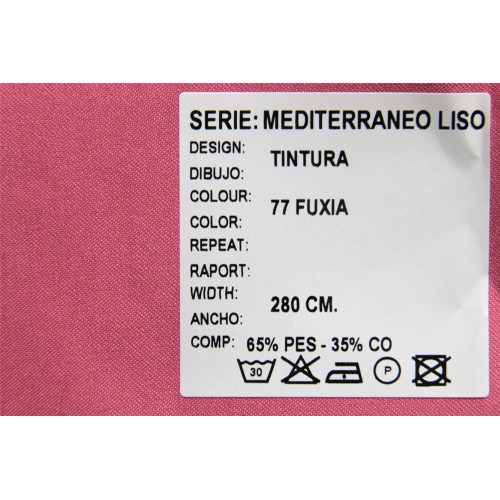 SERIE: MEDITERRANEO LISO
DESIGN:
DIBUJO: TINTURA
COLOUR:
COLOR: 77 FUXIA
REPEAT:
RAPORT:
WIDTH:
ANCHO: 280 CM.
COMP: 65% PES - 35% CO
30 P